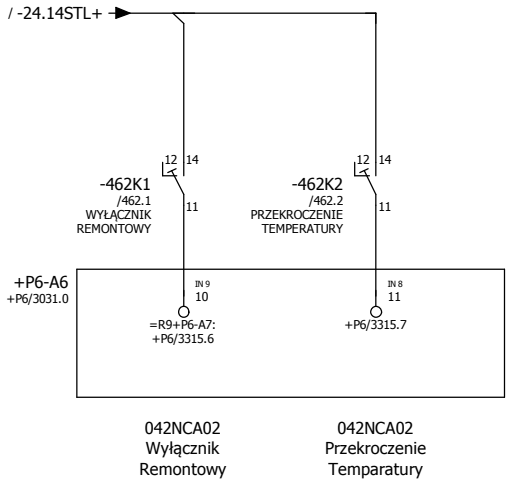 / -24.14STL+
12 14
-462K1
/462.1
WYŁĄCZNIK
REMONTOWY
11
12 14
-462K2
/462.2
PRZEKROCZENIE
TEMPERATURY
11
+P6-A6
+P6/3031.0
IN 9
10
=R9+P6-A7:
+P6/3315.6
IN 8
11
+P6/3315.7
042NCA02
Wyłącznik
Remontowy
042NCA02
Przekroczenie
Temparatury